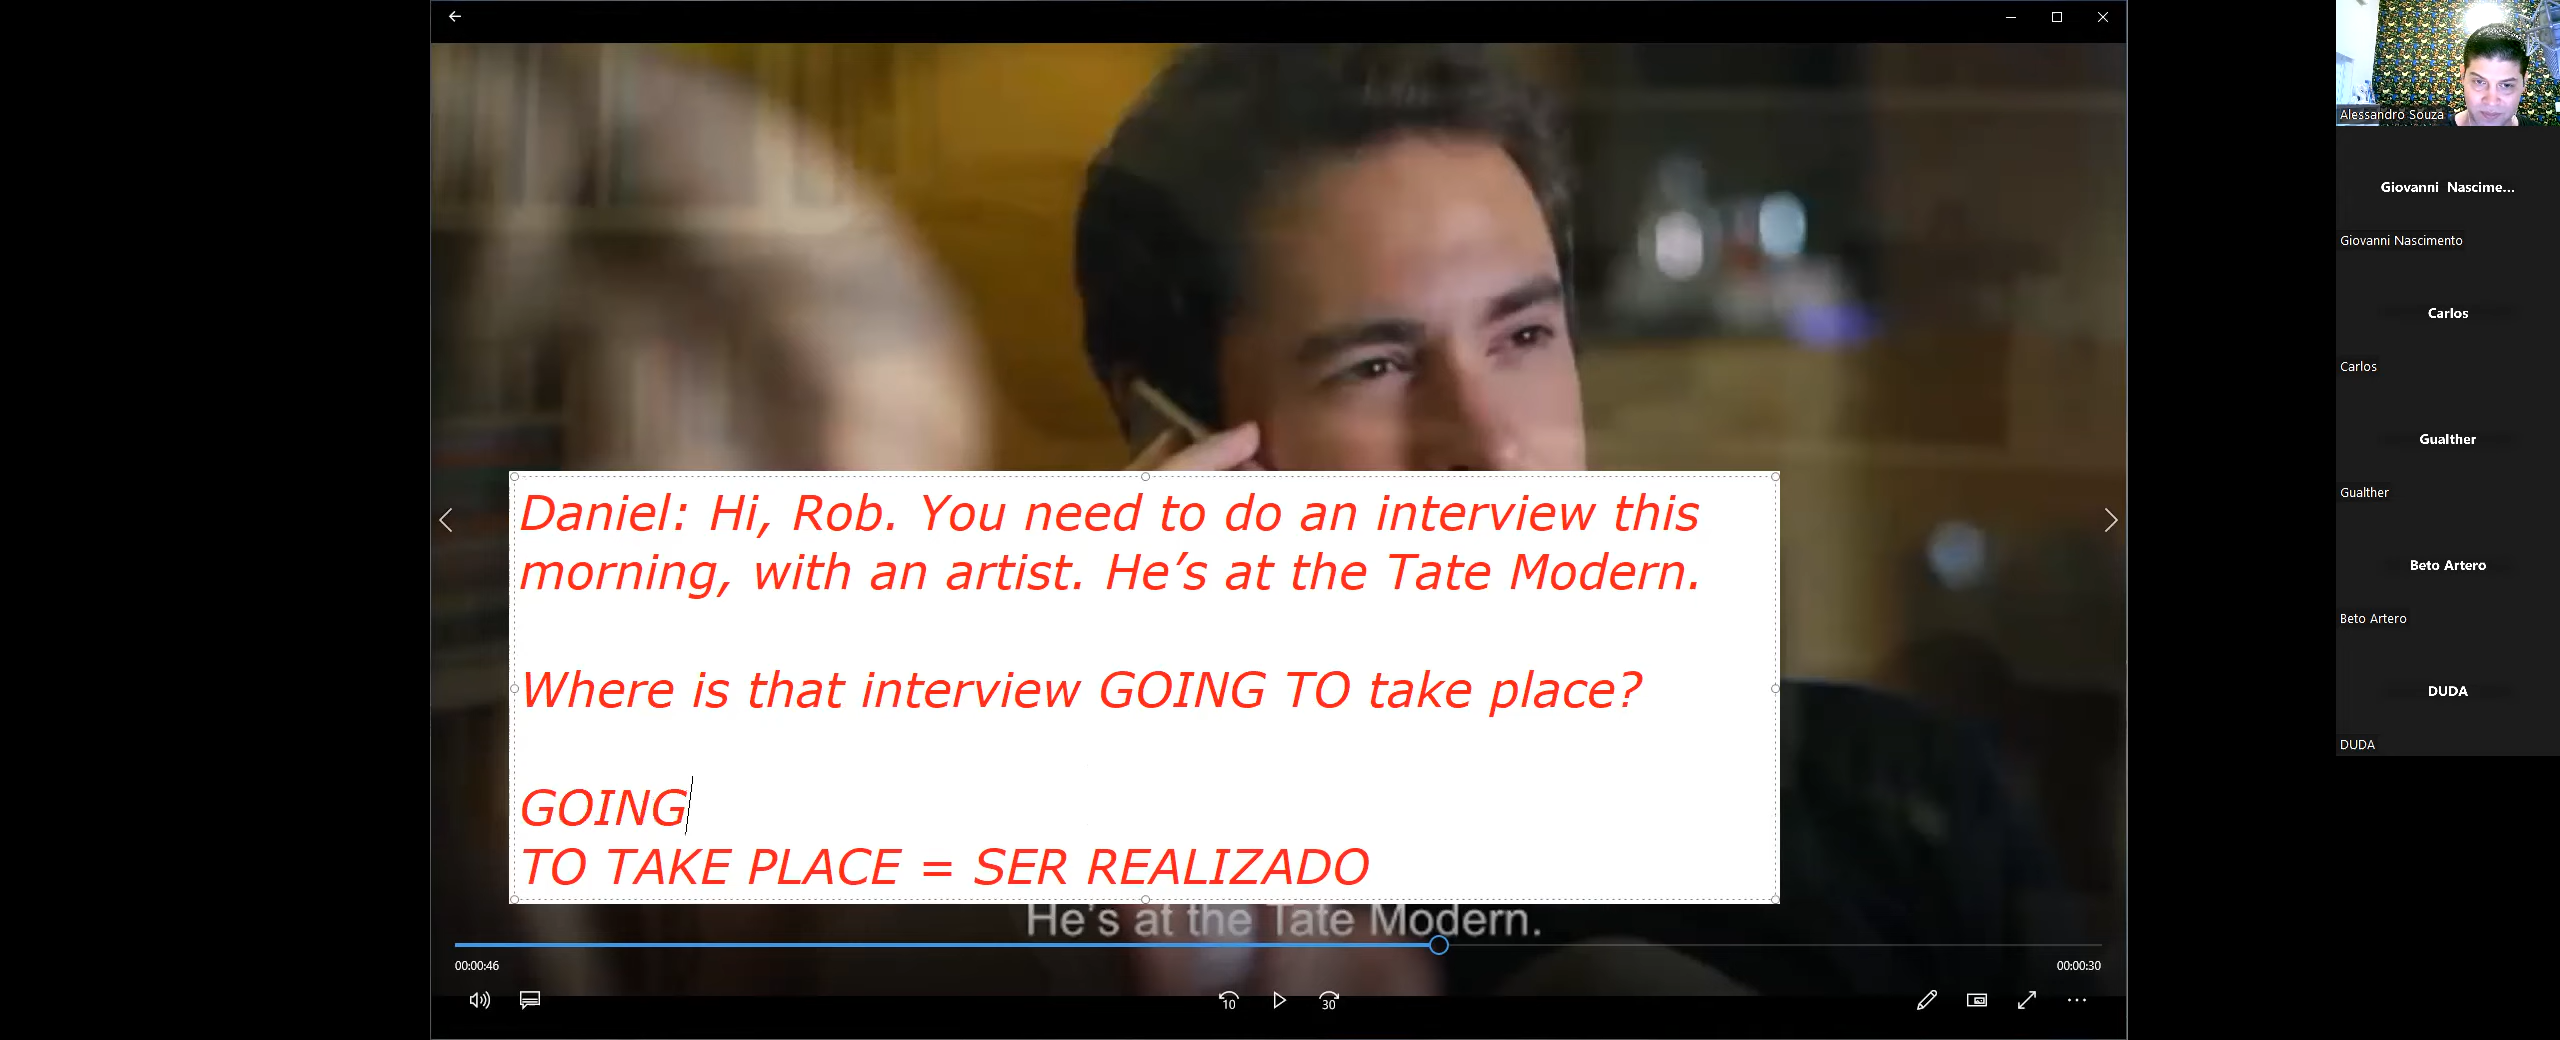 Daniel: Hi, Rob. You need to do an interview this
morning, with an artist. He's at the Tate Modern.
Where is that interview GOING TO take place?
GOING
TO TAKE PLACE = SER REALIZADO
He's at the Tate Modern.
00:00:46
00:00:30
10
30
Alessandro Souza
Giovanni Nascime...
Giovanni Nascimento
Carlos
Carlos
Gualther
Gualther
Beto Artero
Beto Artero
DUDA
DUDA